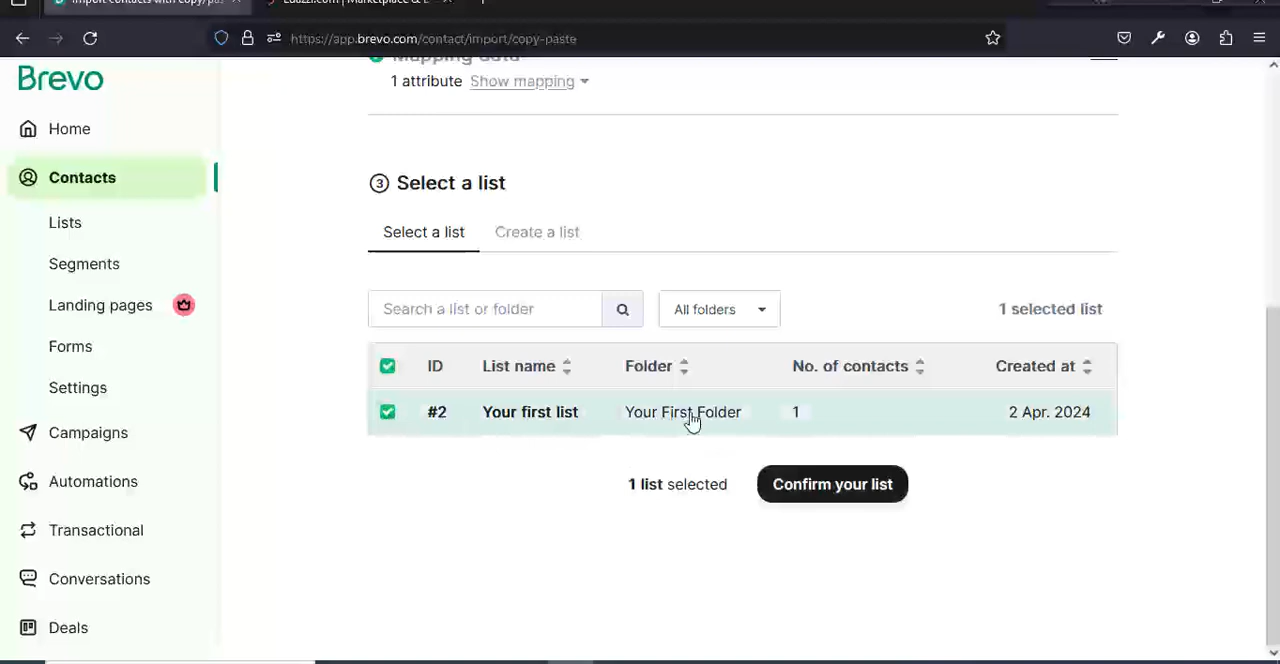 https://app.brevo.com/contact/import/copy-paste
Brevo
Home
Contacts
Lists
Segments
Landing pages
Forms
Settings
Campaigns
Automations
Transactional
Conversations
Deals
Mapping data
1 attribute Show mapping
3 Select a list
Select a list Create a list
Search a list or folder All folders 1 selected list
ID List name Folder No. of contacts Created at
#2 Your first list Your First Folder 1 2 Apr. 2024
1 list selected Confirm your list